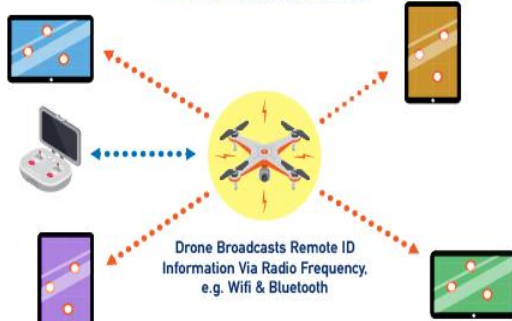 Drone Broadcasts Remote ID
Information Via Radio Frequency,
e.g. Wifi & Bluetooth